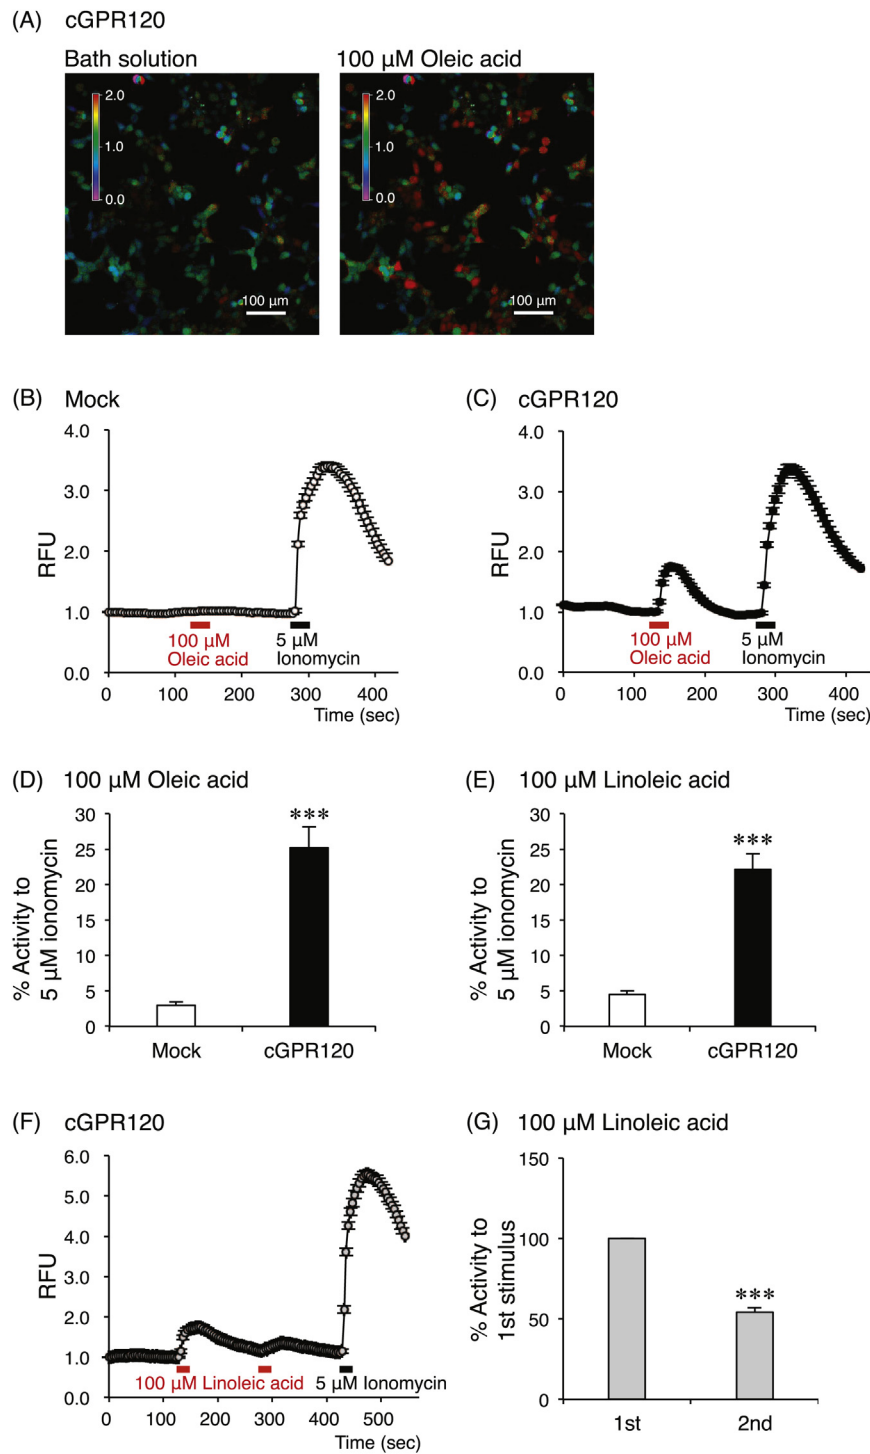 (A) cGPR120
Bath solution
100 µM Oleic acid
2.0
1.0
0.0
100 µm
2.0
1.0
0.0
100 µm
(B) Mock
4.0
3.0
2.0
1.0
0.0
RFU
100 µM
Oleic acid
5 µM
Ionomycin
0 100 200 300 400
Time (sec)
(C) cGPR120
4.0
3.0
2.0
1.0
0.0
RFU
100 µM
Oleic acid
5 µM
Ionomycin
0 100 200 300 400
Time (sec)
(D) 100 µM Oleic acid
% Activity to
5 µM ionomycin
30
25
20
15
10
5
0
***
Mock cGPR120
(E) 100 µM Linoleic acid
% Activity to
5 µM ionomycin
30
25
20
15
10
5
0
***
Mock cGPR120
(F) cGPR120
6.0
5.0
4.0
3.0
2.0
1.0
0.0
RFU
100 µM Linoleic acid
5 µM Ionomycin
0 100 200 300 400 500
Time (sec)
(G) 100 µM Linoleic acid
% Activity to
1st stimulus
150
100
50
0
***
1st 2nd